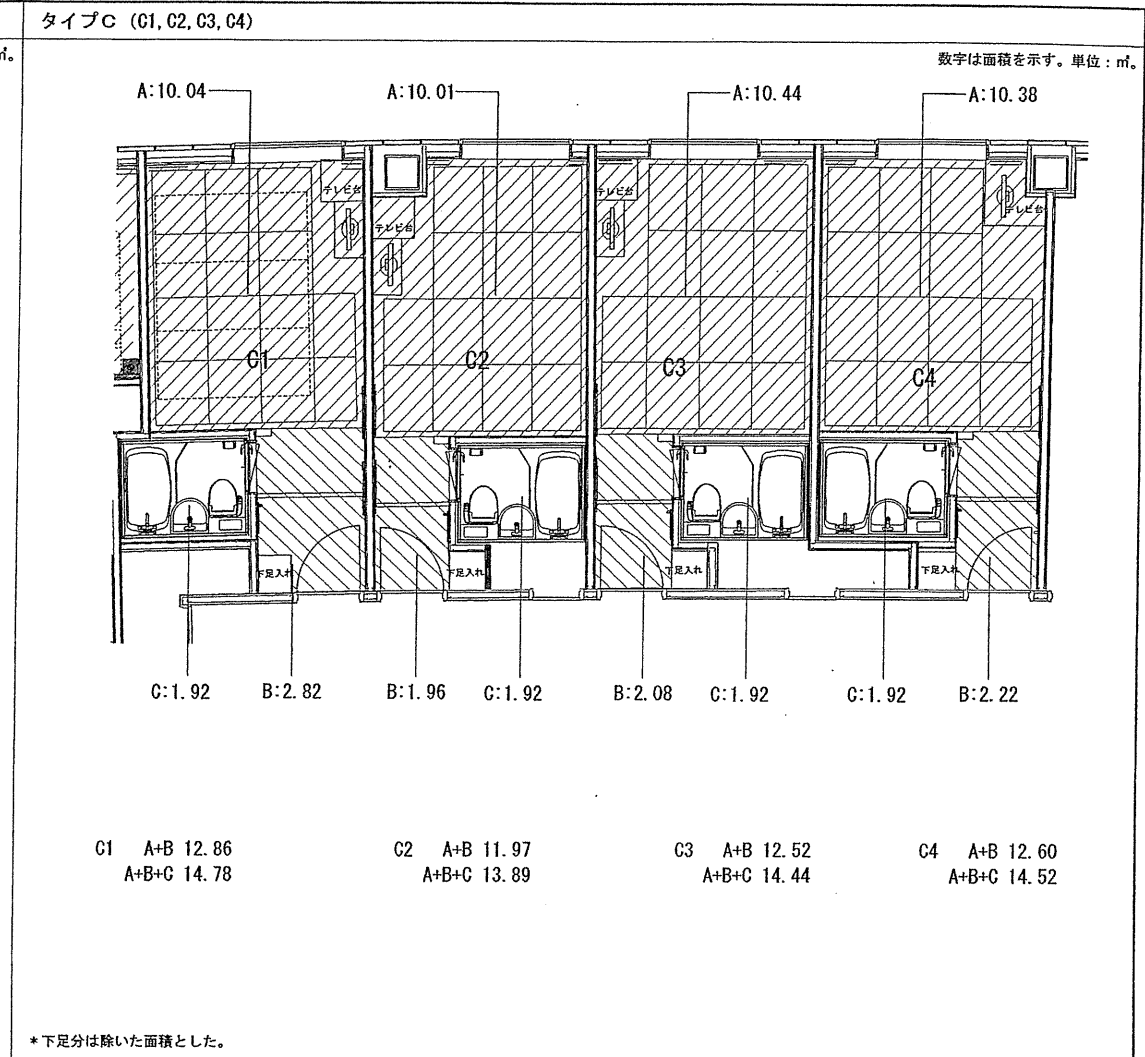 タイプC (C1, C2, C3, C4)
㎡。
数字は面積を示す。単位：㎡。
A:10.04
A:10.01
A:10.44
A:10.38
テレビ台
テレビ台
テレビ台
テレビ台
C1
C2
C3
C4
下足入れ
下足入れ
下足入れ
下足入れ
C:1.92
B:2.82
B:1.96
C:1.92
B:2.08
C:1.92
C:1.92
B:2.22
C1 A+B 12.86
A+B+C 14.78
C2 A+B 11.97
A+B+C 13.89
C3 A+B 12.52
A+B+C 14.44
C4 A+B 12.60
A+B+C 14.52
*下足分は除いた面積とした。